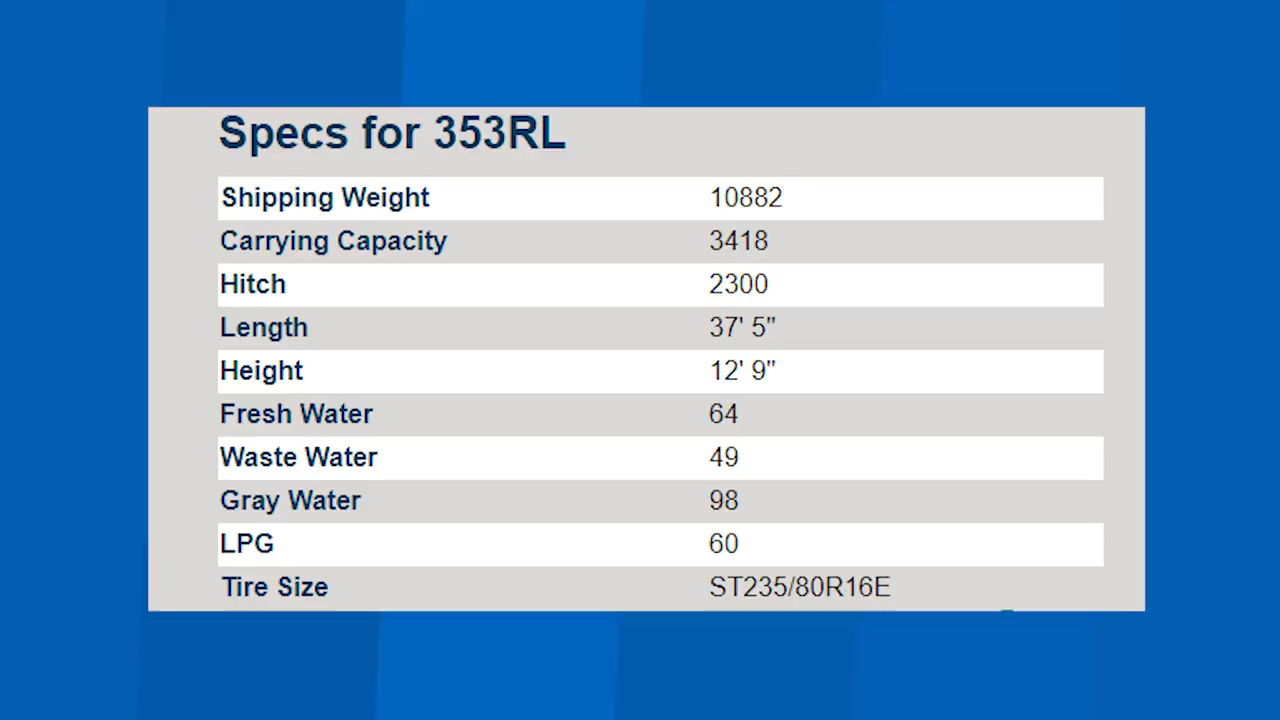 Specs for 353RL
Shipping Weight 10882
Carrying Capacity 3418
Hitch 2300
Length 37' 5"
Height 12' 9"
Fresh Water 64
Waste Water 49
Gray Water 98
LPG 60
Tire Size ST235/80R16E